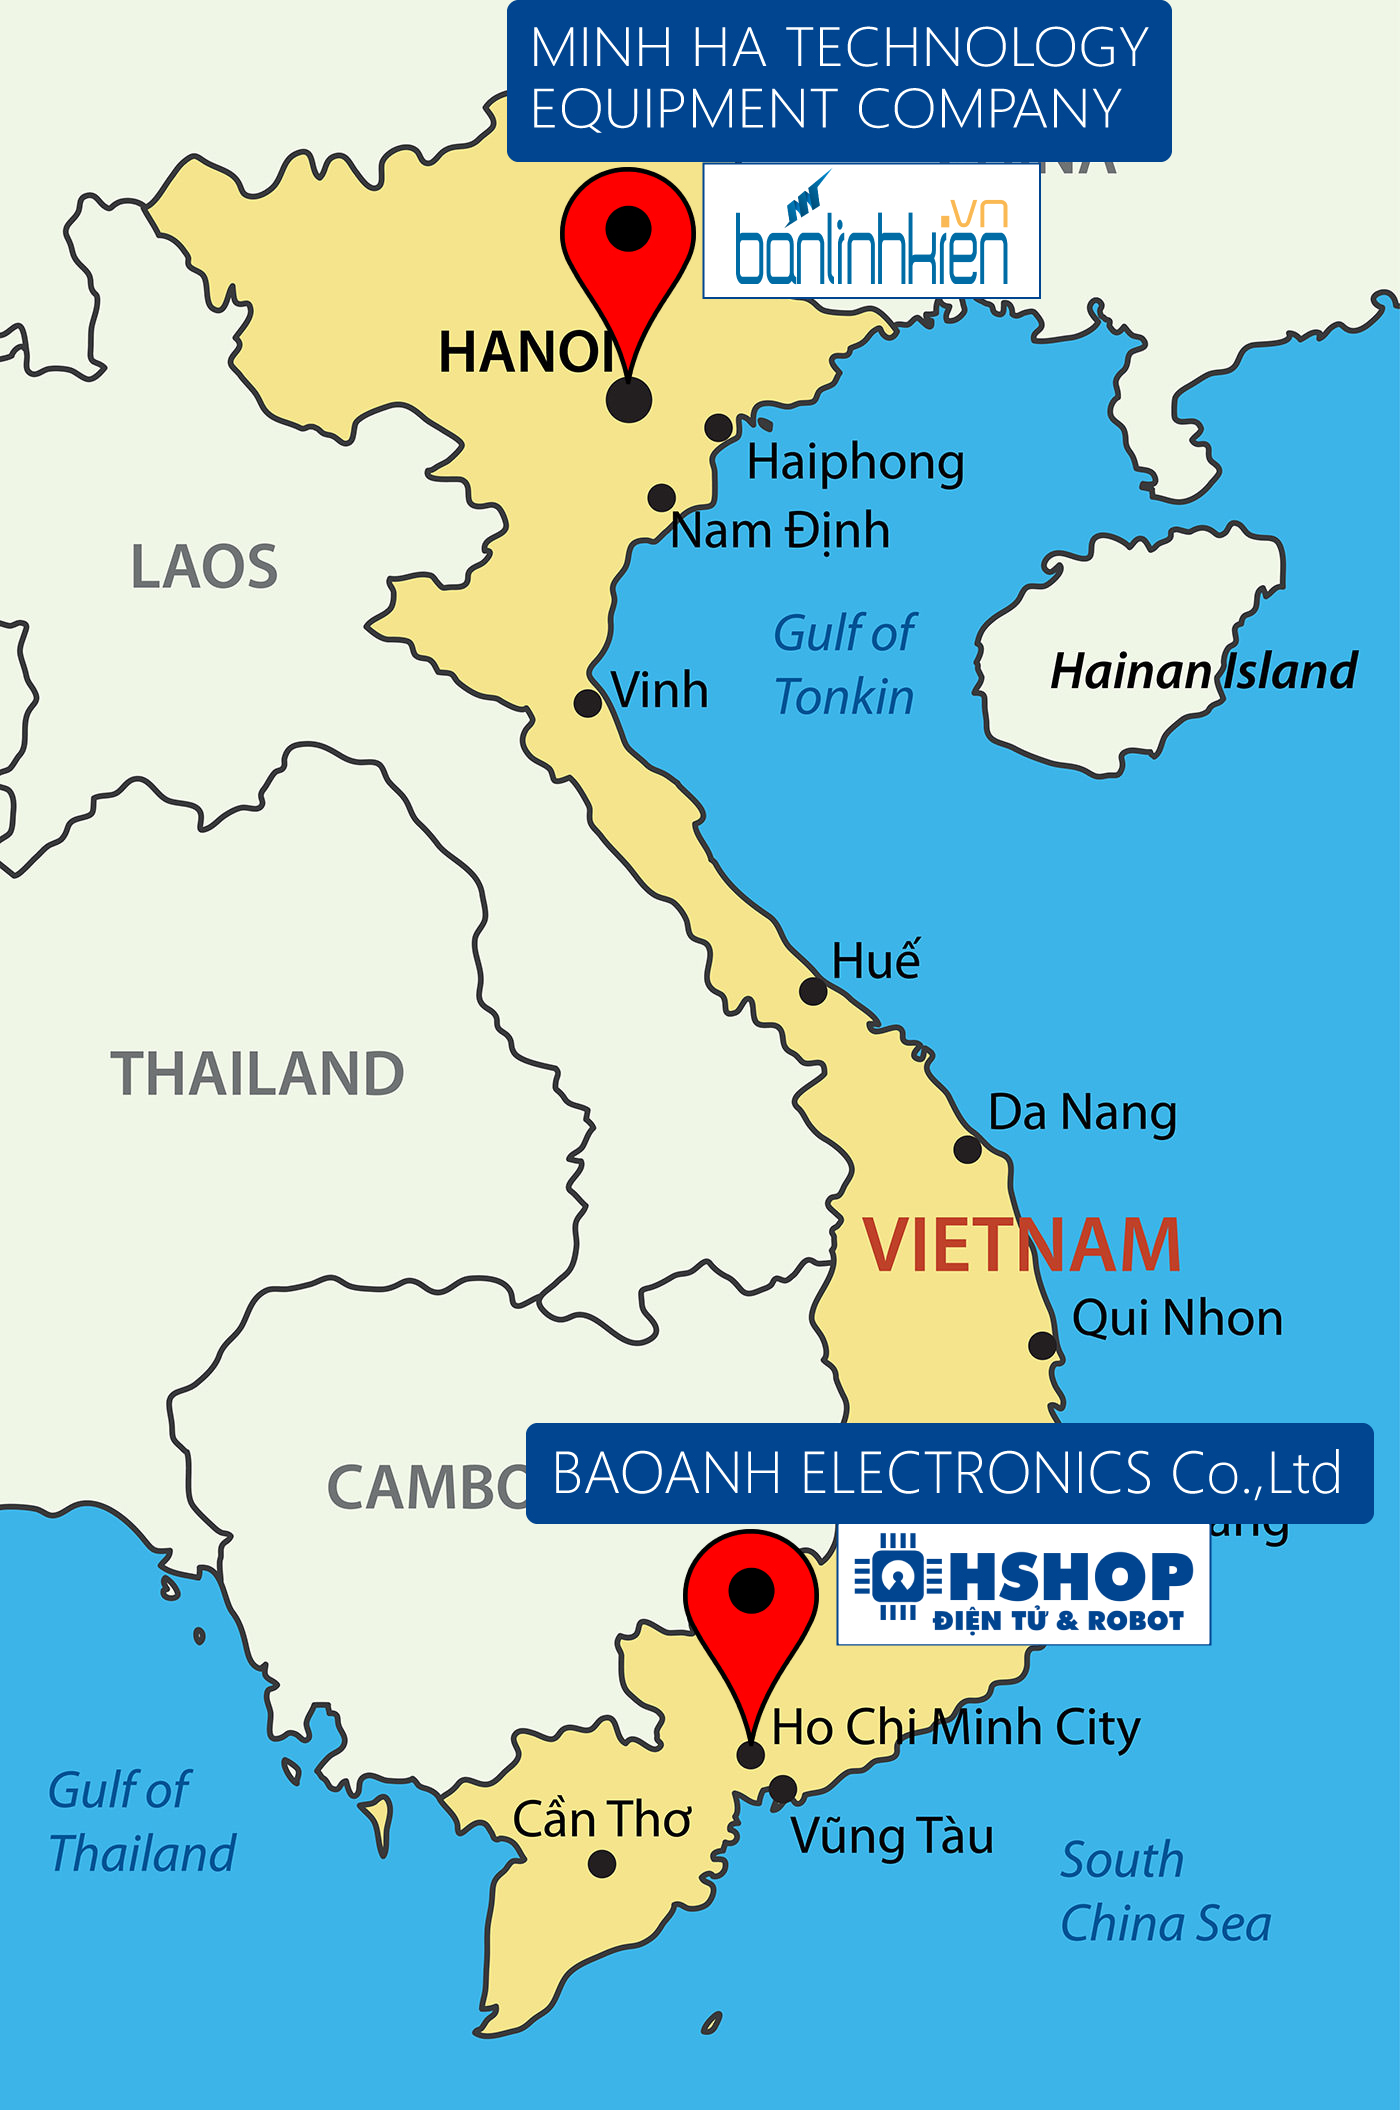 MINH HA TECHNOLOGY
EQUIPMENT COMPANY
banlinhkien
.vn
HANOI
Haiphong
Nam Định
LAOS
Gulf of
Tonkin
Hainan Island
Vinh
Huế
THAILAND
Da Nang
VIETNAM
Qui Nhon
BAOANH ELECTRONICS Co.,Ltd
HSHOP
ĐIỆN TỬ & ROBOT
Ho Chi Minh City
Gulf of
Thailand
Cần Thơ
Vũng Tàu
South
China Sea